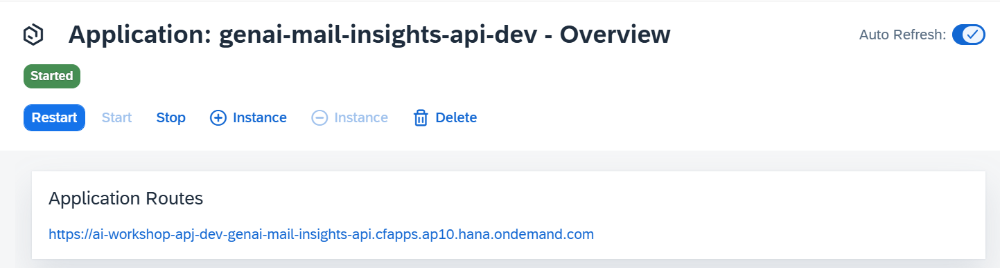 Application: genai-mail-insights-api-dev - Overview
Auto Refresh:
Started
Restart Start Stop Instance Instance Delete
Application Routes
https://ai-workshop-apj-dev-genai-mail-insights-api.cfapps.ap10.hana.ondemand.com